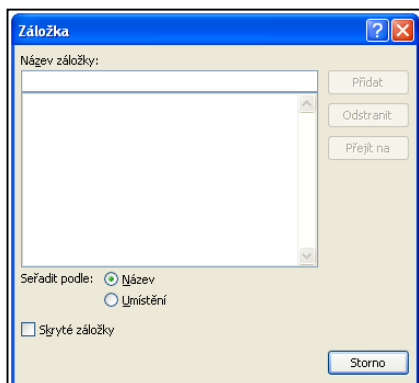 Záložka
Název záložky:
Přidat
Odstranit
Přejít na
Seřadit podle:
Název
Umístění
Skryté záložky
Storno